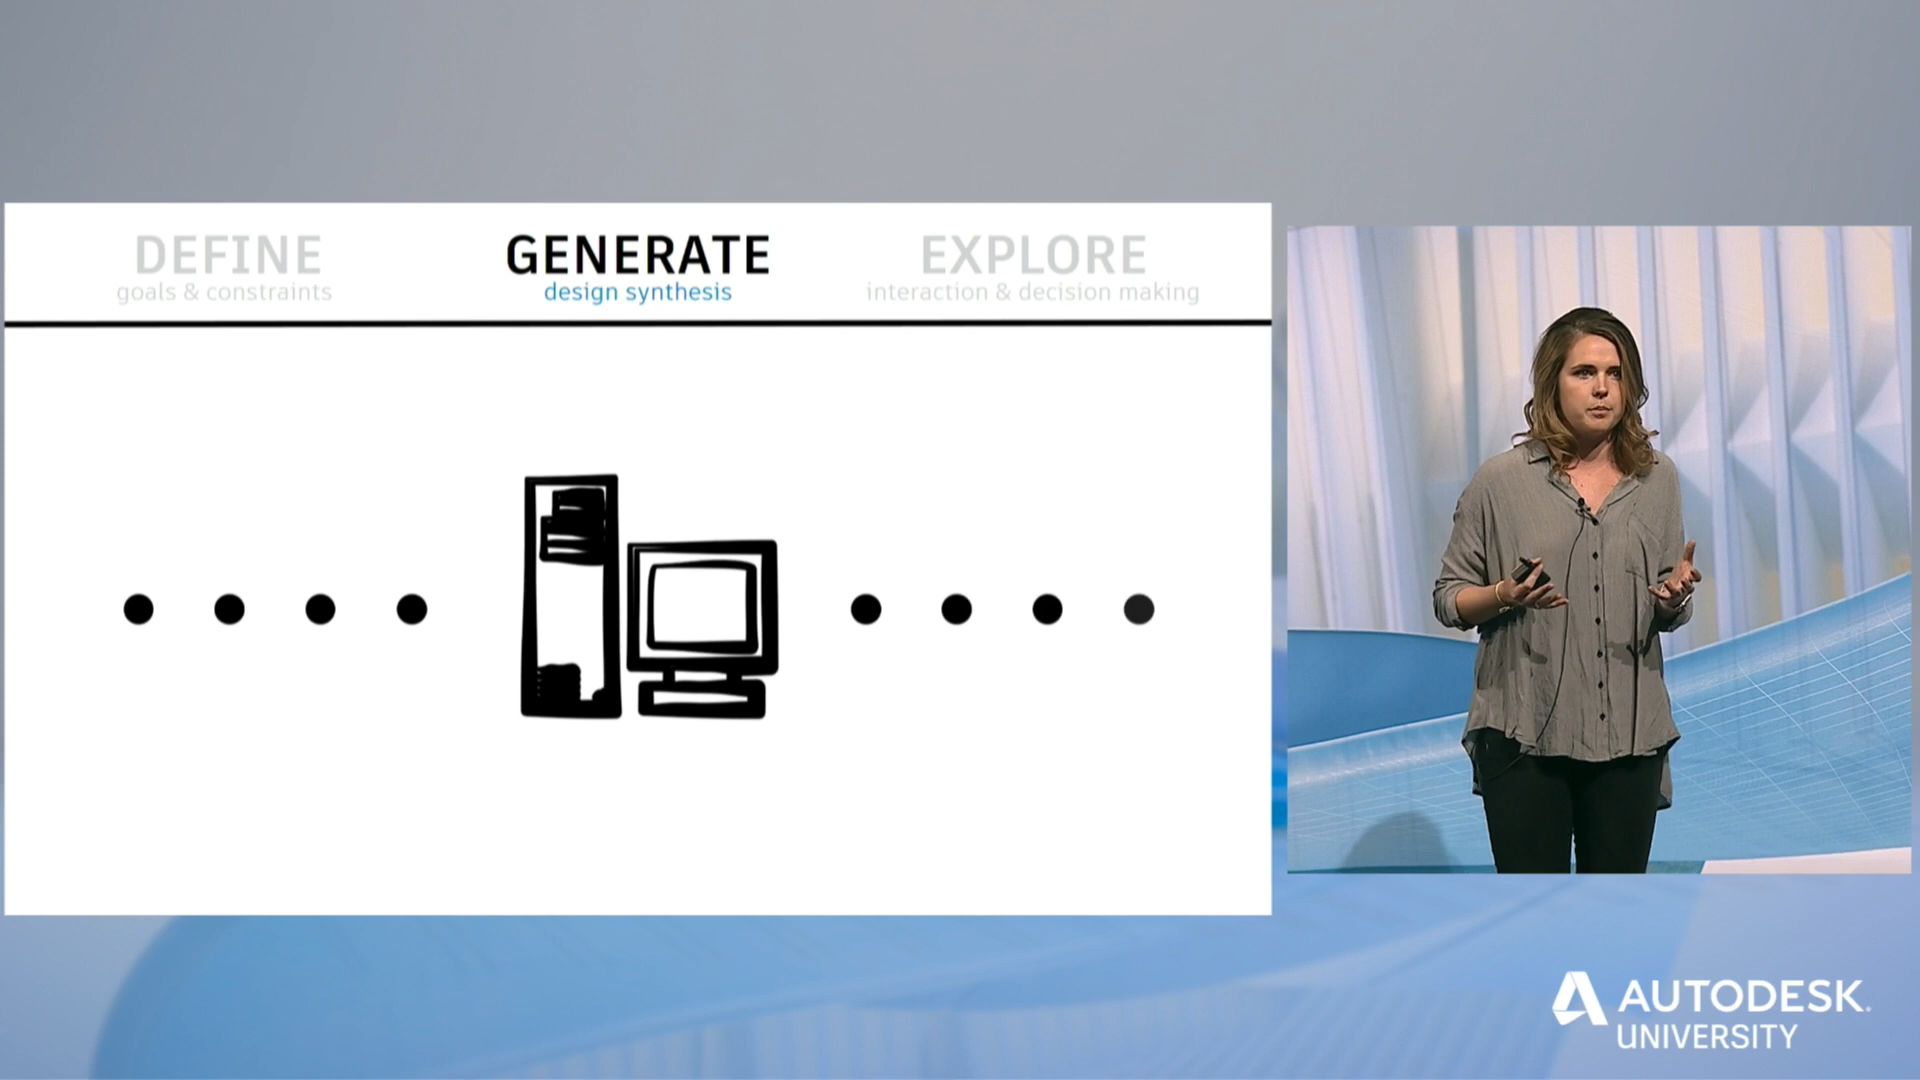 DEFINE
goals & constraints
GENERATE
design synthesis
EXPLORE
interaction & decision making
AUTODESK.
UNIVERSITY